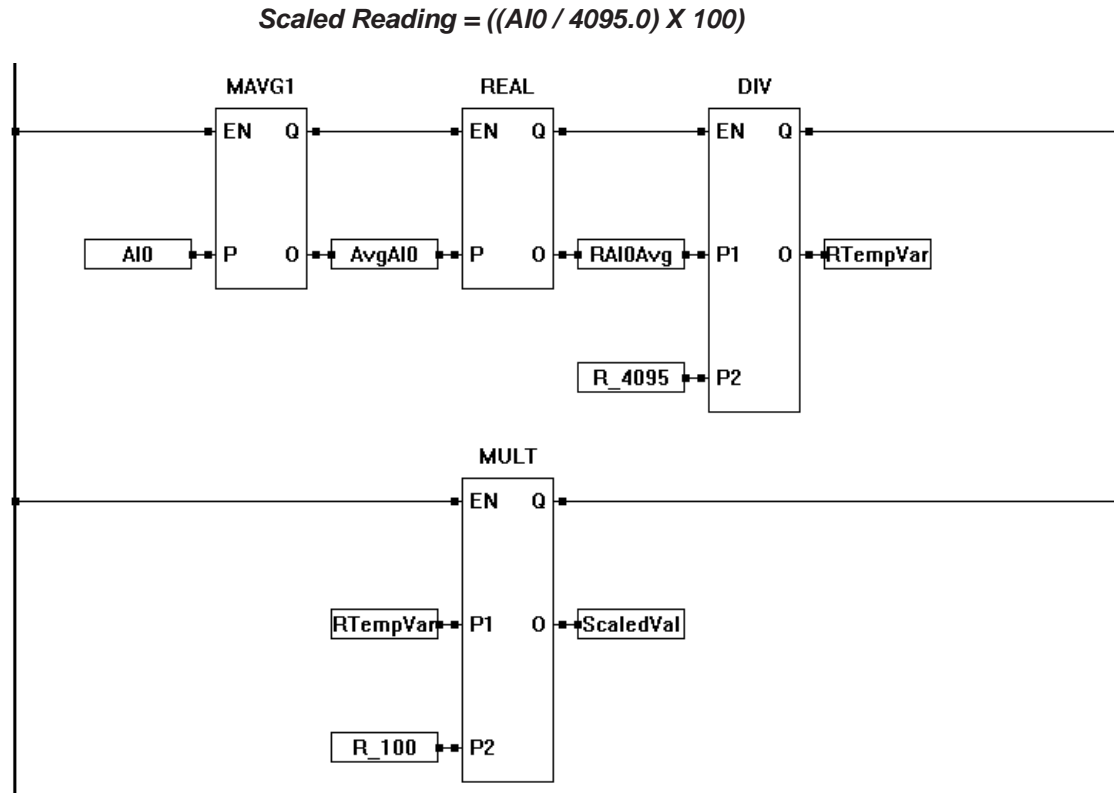 Scaled Reading = ((AI0 / 4095.0) X 100)
MAVG1 REAL DIV
EN Q EN Q EN Q
AI0 P O AvgAI0 P O RAI0Avg P1 O RTempVar
R_4095 P2
MULT
EN Q
RTempVar P1 O ScaledVal
R_100 P2